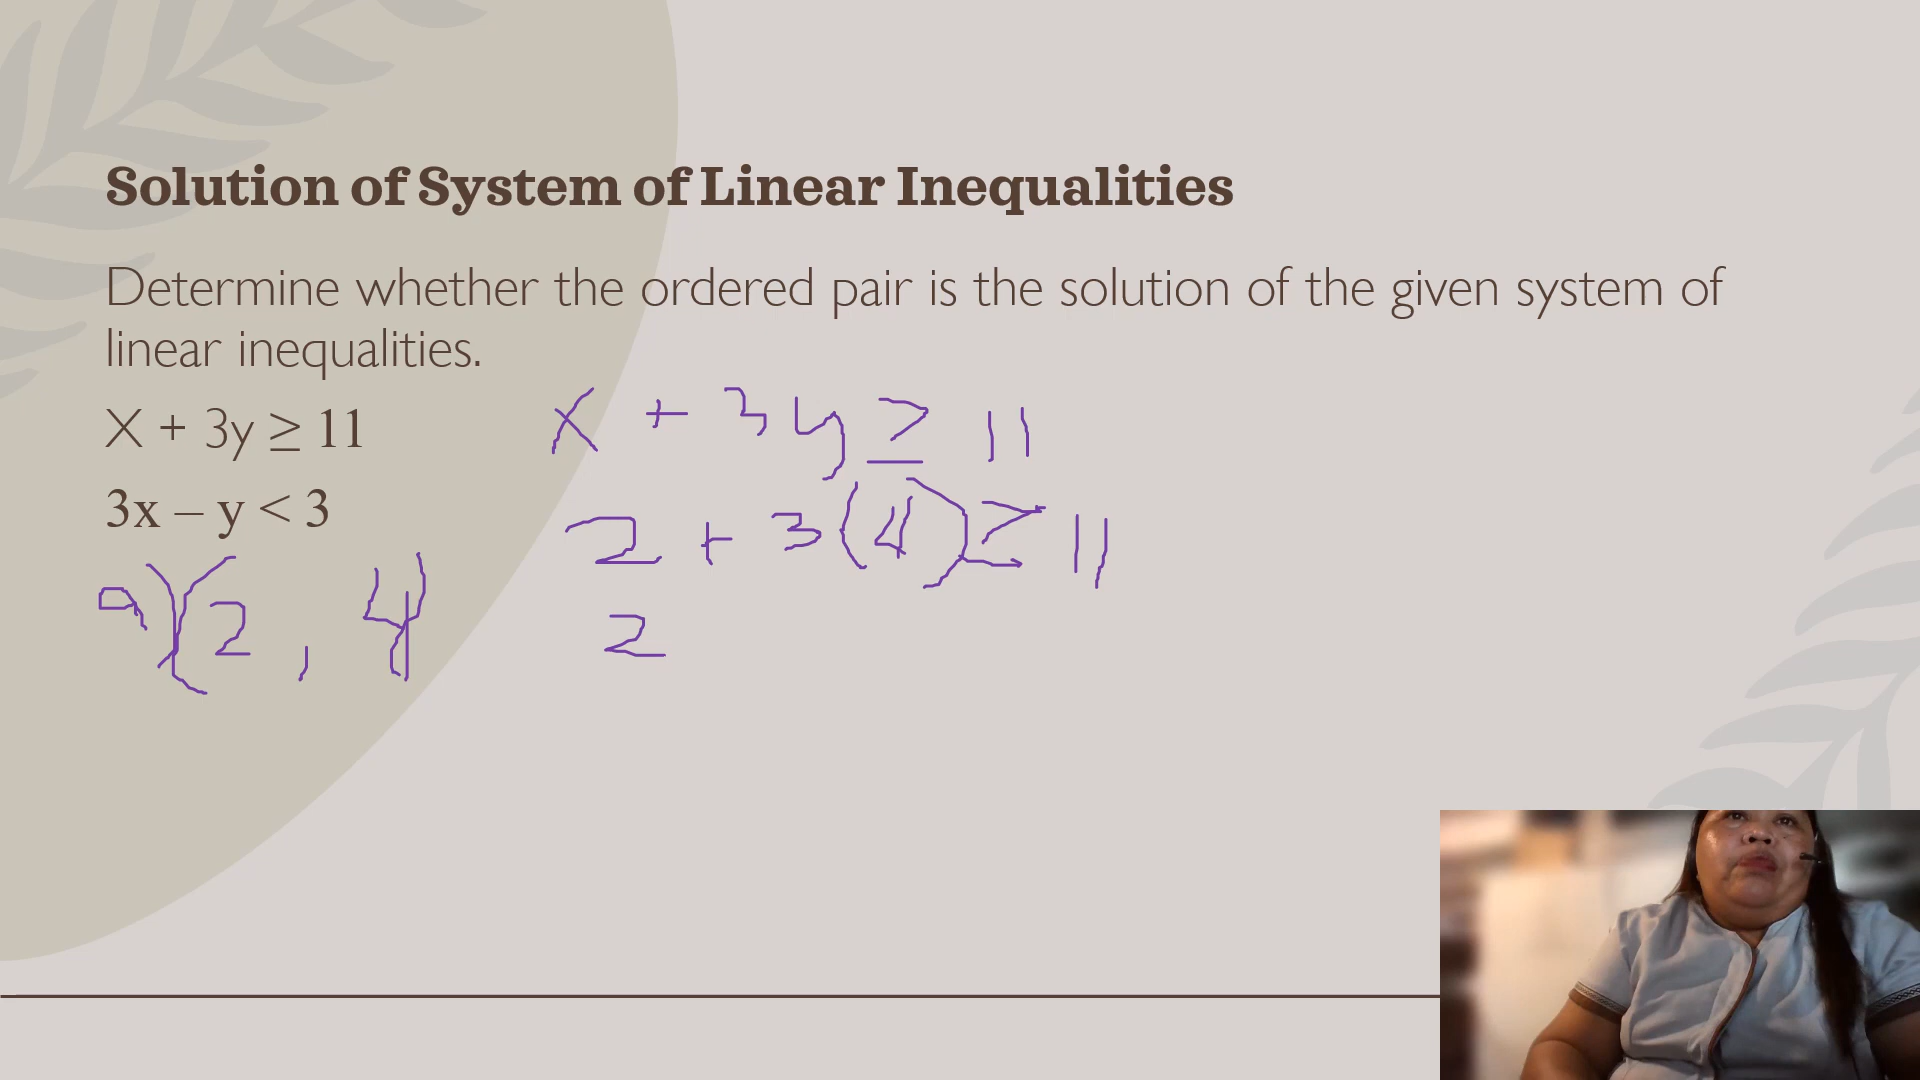 Solution of System of Linear Inequalities
Determine whether the ordered pair is the solution of the given system of
linear inequalities.
X + 3y ≥ 11
3x – y < 3
a) (2, 4
x + 3y ≥ 11
2 + 3(4) ≥ 11
2